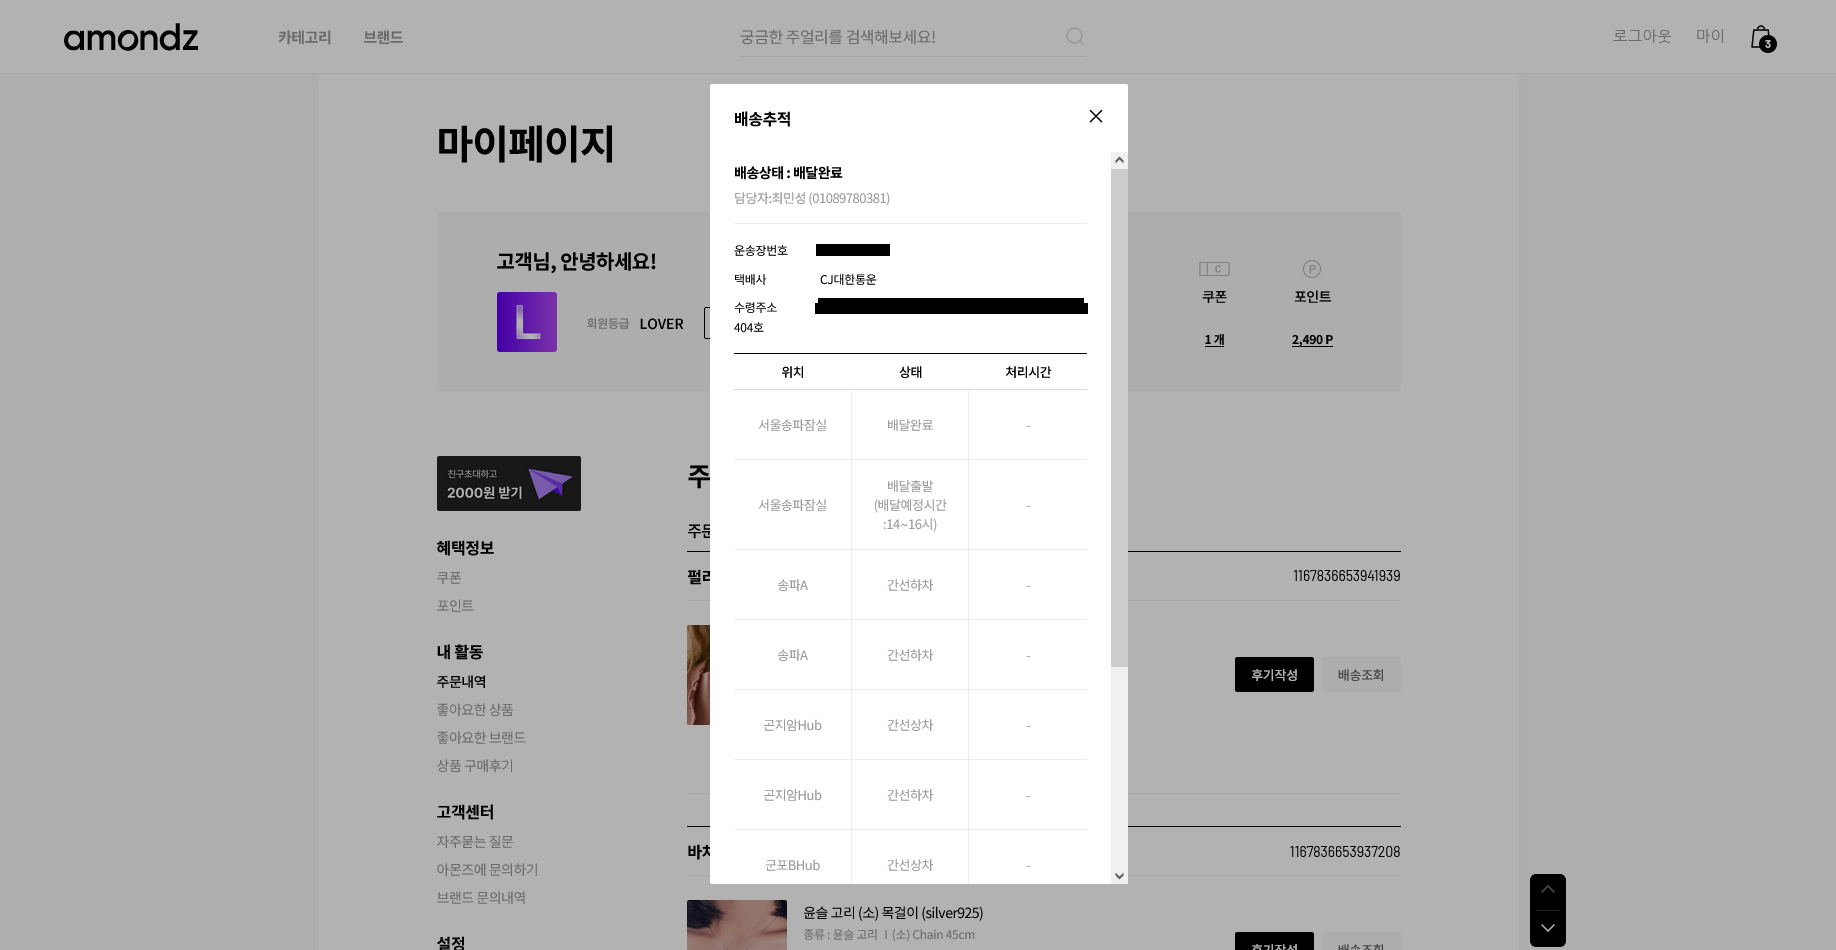 amondz
카테고리
브랜드
궁금한 주얼리를 검색해보세요!
로그아웃
마이
3
마이페이지
고객님, 안녕하세요!
L
회원등급 LOVER
C
쿠폰
1 개
P
포인트
2,490 P
친구초대하고
2000원 받기
혜택정보
쿠폰
포인트
내 활동
주문내역
좋아요한 상품
좋아요한 브랜드
상품 구매후기
고객센터
자주묻는 질문
아몬즈에 문의하기
브랜드 문의내역
설정
배송추적
배송상태 : 배달완료
담당자:최민성 (01089780381)
운송장번호
택배사 CJ대한통운
수령주소
404호
위치 상태 처리시간
서울송파잠실 배달완료 -
서울송파잠실 배달출발
(배달예정시간
:14~16시) -
송파A 간선하차 -
송파A 간선하차 -
곤지암Hub 간선상차 -
곤지암Hub 간선하차 -
군포BHub 간선상차 -
주
주문
1167836653941939
후기작성 배송조회
1167836653937208
윤슬 고리 (소) 목걸이 (silver925)
종류 : 윤슬 고리 ㅣ(소) Chain 45cm
후기작성 배송조회